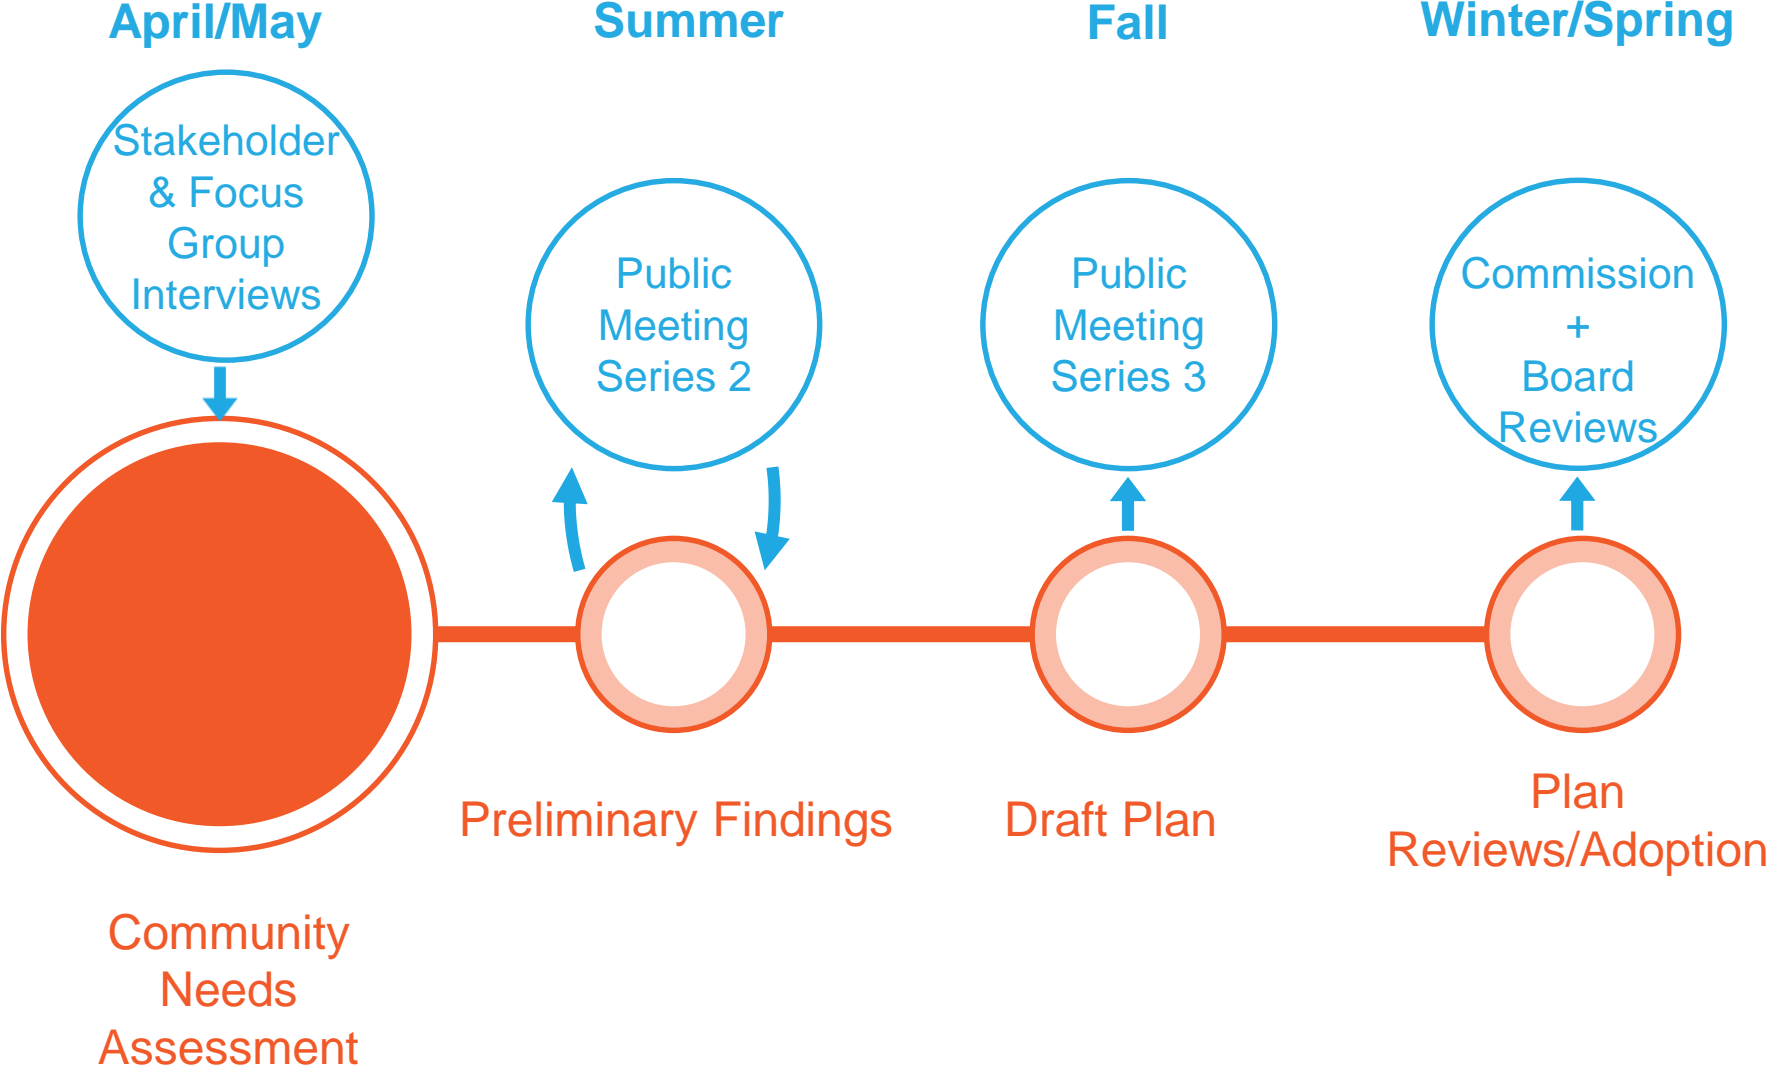 April/May
Summer
Fall
Winter/Spring
Stakeholder
& Focus
Group
Interviews
Public
Meeting
Series 2
Public
Meeting
Series 3
Commission
+
Board
Reviews
Community
Needs
Assessment
Preliminary Findings
Draft Plan
Plan
Reviews/Adoption